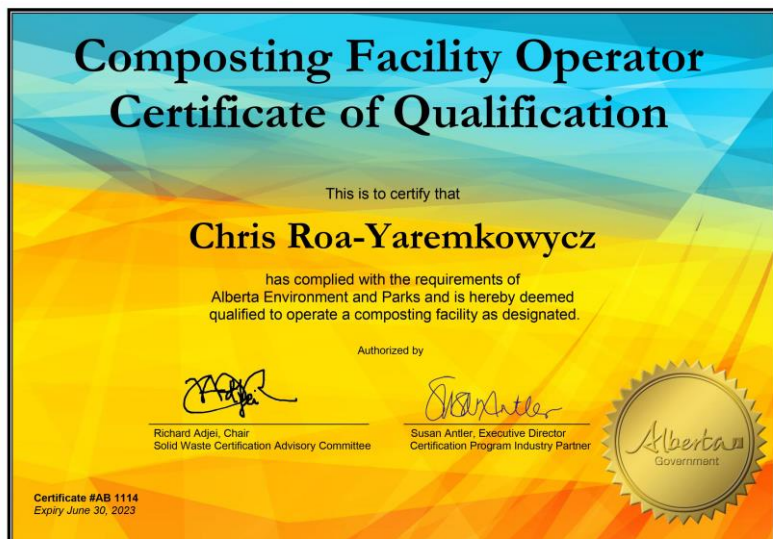 Composting Facility Operator
Certificate of Qualification
This is to certify that
Chris Roa-Yaremkowycz
has complied with the requirements of
Alberta Environment and Parks and is hereby deemed
qualified to operate a composting facility as designated.
Authorized by
RAdjei
Susan Antler
Richard Adjei, Chair
Solid Waste Certification Advisory Committee
Susan Antler, Executive Director
Certification Program Industry Partner
Alberta
Government
Certificate #AB 1114
Expiry June 30, 2023